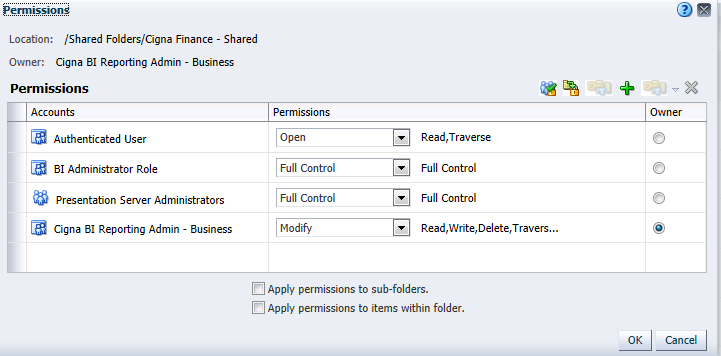 Permissions
Location: /Shared Folders/Cigna Finance - Shared
Owner: Cigna BI Reporting Admin - Business
Permissions
Accounts Permissions Owner
Authenticated User Open Read,Traverse
BI Administrator Role Full Control Full Control
Presentation Server Administrators Full Control Full Control
Cigna BI Reporting Admin - Business Modify Read,Write,Delete,Travers...
Apply permissions to sub-folders.
Apply permissions to items within folder.
OK Cancel